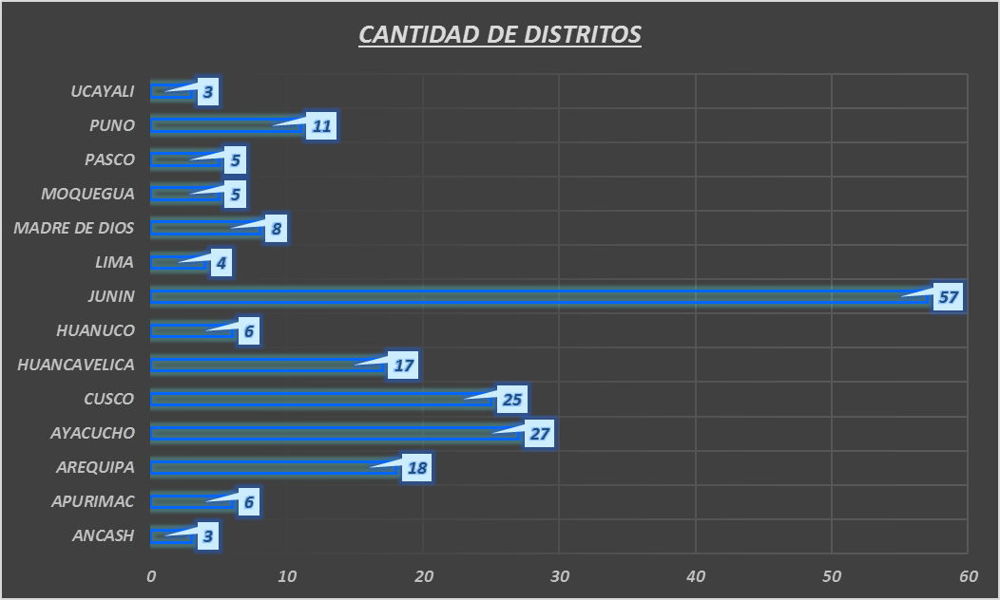 CANTIDAD DE DISTRITOS
UCAYALI 3
PUNO 11
PASCO 5
MOQUEGUA 5
MADRE DE DIOS 8
LIMA 4
JUNIN 57
HUANUCO 6
HUANCAVELICA 17
CUSCO 25
AYACUCHO 27
AREQUIPA 18
APURIMAC 6
ANCASH 3
0 10 20 30 40 50 60